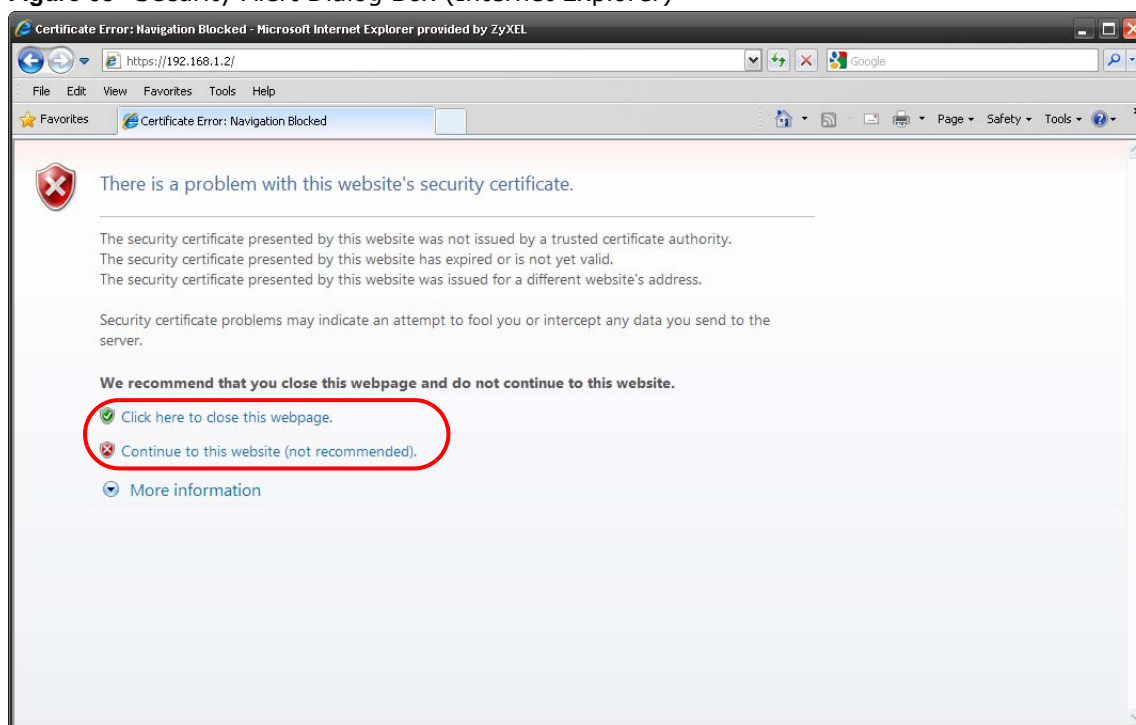 Security Alert Dialog Box (Internet Explorer)
Certificate Error: Navigation Blocked - Microsoft Internet Explorer provided by ZyXEL
https://192.168.1.2/
Google
File Edit View Favorites Tools Help
Favorites
Certificate Error: Navigation Blocked
Page Safety Tools
There is a problem with this website's security certificate.
The security certificate presented by this website was not issued by a trusted certificate authority.
The security certificate presented by this website has expired or is not yet valid.
The security certificate presented by this website was issued for a different website's address.
Security certificate problems may indicate an attempt to fool you or intercept any data you send to the
server.
We recommend that you close this webpage and do not continue to this website.
Click here to close this webpage.
Continue to this website (not recommended).
More information